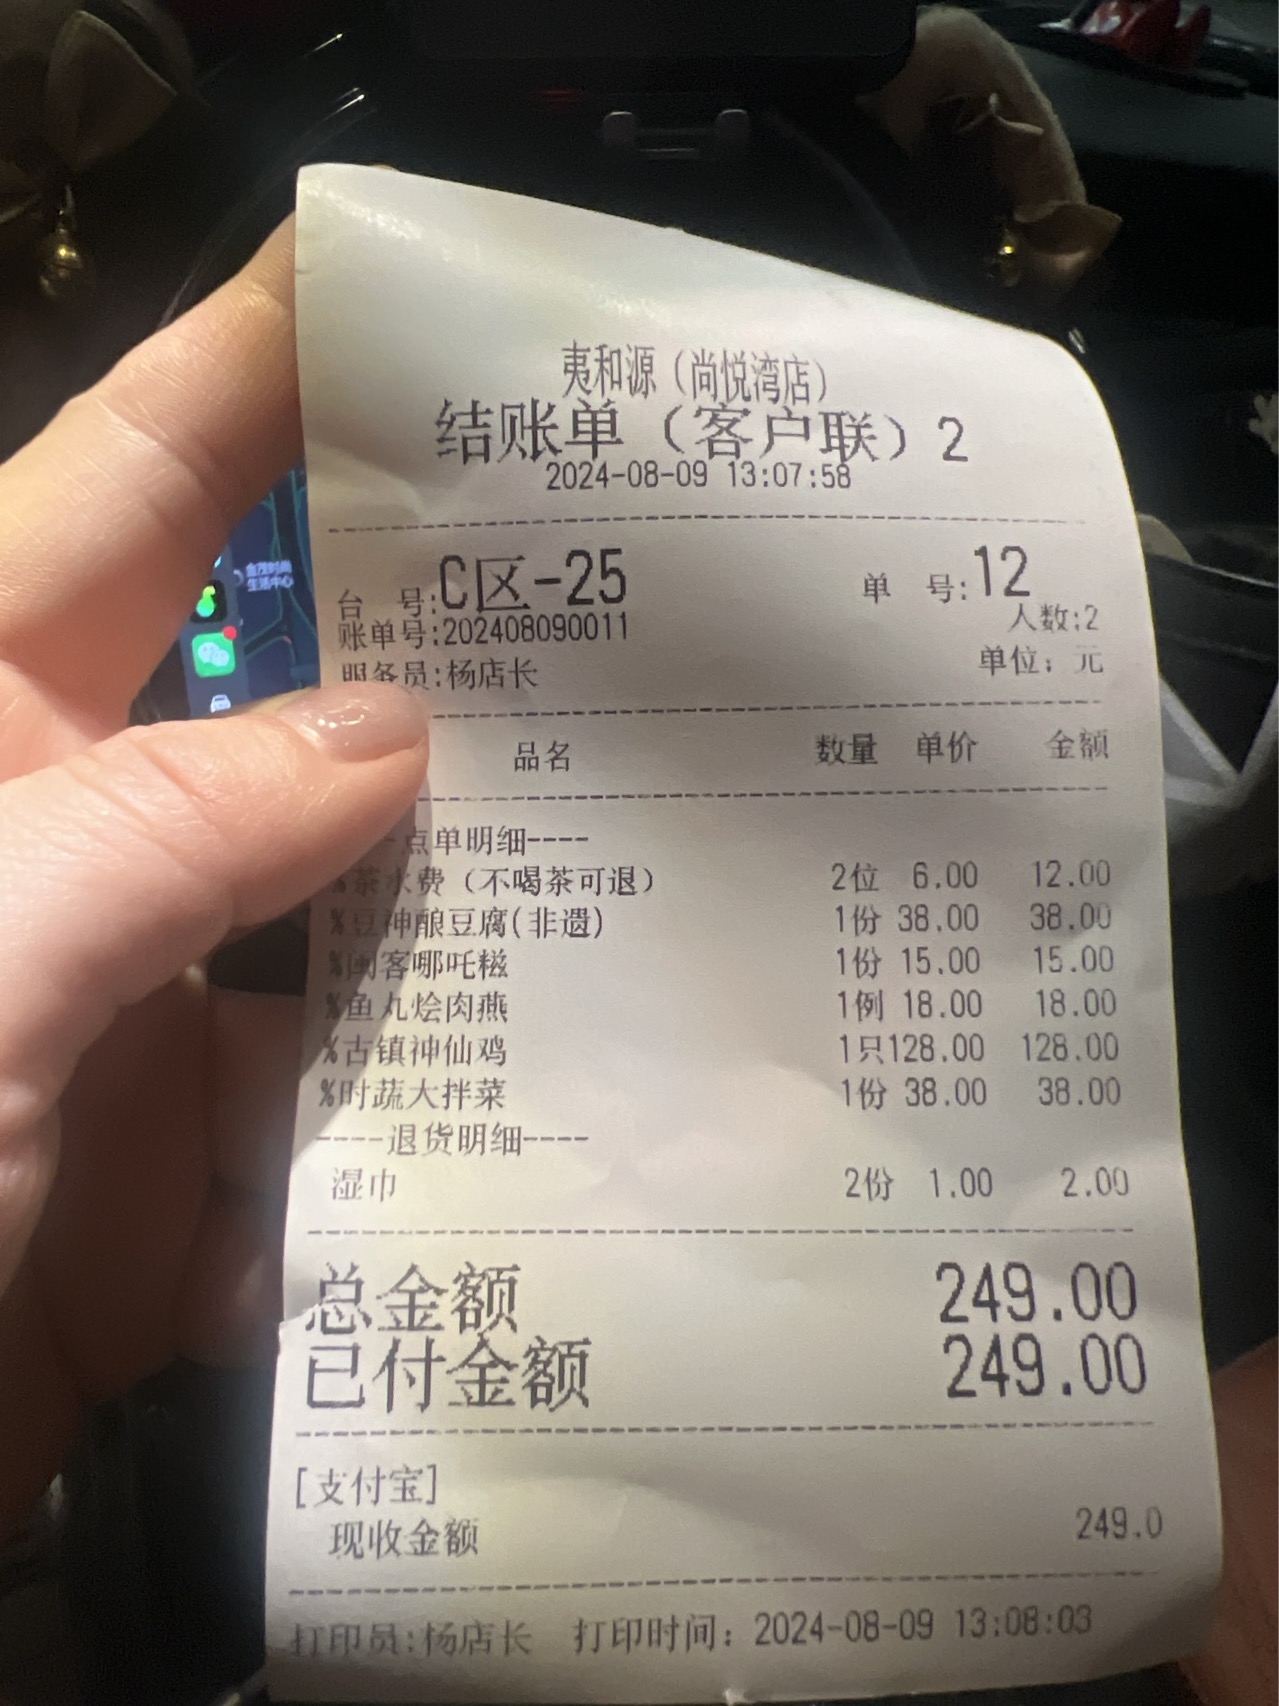 夷和源（尚悦湾店）
结账单（客户联）2
2024-08-09 13:07:58
台 号:C区-25 单 号:12
人数:2
账单号:202408090011
服务员:杨店长 单位：元
品名 数量 单价 金额
点单明细----
%茶水费（不喝茶可退） 2位 6.00 12.00
%豆神酿豆腐(非遗) 1份 38.00 38.00
%闽客哪吒糍 1份 15.00 15.00
%鱼丸烩肉燕 1例 18.00 18.00
%古镇神仙鸡 1只 128.00 128.00
%时蔬大拌菜 1份 38.00 38.00
----退货明细----
湿巾 2份 1.00 2.00
总金额 249.00
已付金额 249.00
[支付宝]
现收金额 249.0
打印员:杨店长 打印时间：2024-08-09 13:08:03
金茂时尚
生活中心